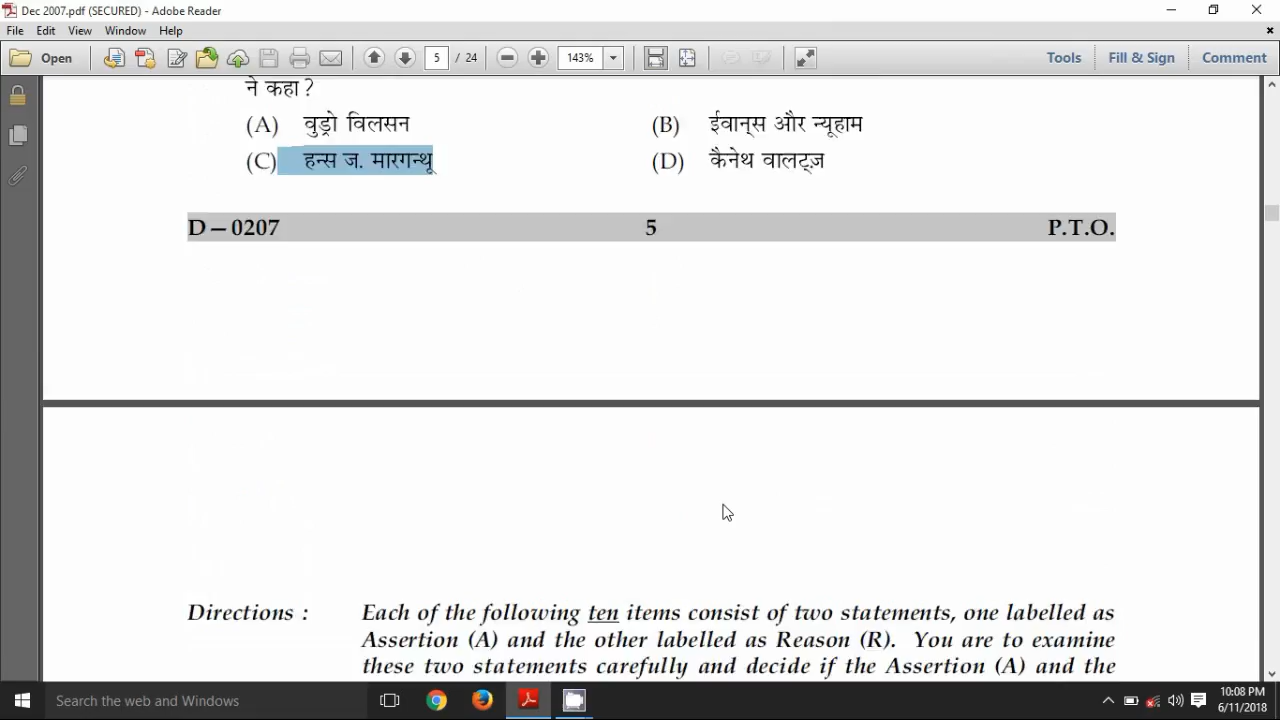 Dec 2007.pdf (SECURED) - Adobe Reader
File Edit View Window Help
Open 5 / 24 143% Tools Fill & Sign Comment
ने कहा ?
(A) वुड्रो विलसन (B) ईवान्स और न्यूहाम
(C) हन्स ज. मारगन्थू (D) कैनेथ वाल्ट्ज़
D – 0207 5 P.T.O.
Directions : Each of the following ten items consist of two statements, one labelled as
Assertion (A) and the other labelled as Reason (R). You are to examine
these two statements carefully and decide if the Assertion (A) and the
Search the web and Windows 10:08 PM
6/11/2018